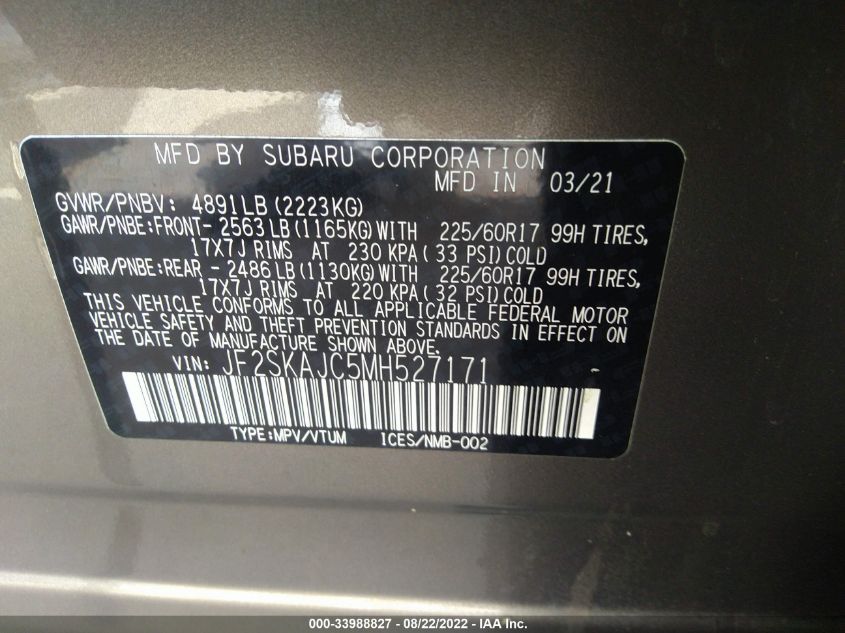 MFD BY SUBARU CORPORATION
MFD IN 03/21
GVWR/PNBV: 4891LB (2223KG)
GAWR/PNBE:FRONT- 2563 LB (1165KG) WITH 225/60R17 99H TIRES,
17X7J RIMS AT 230 KPA ( 33 PSI) COLD
GAWR/PNBE:REAR - 2486 LB (1130KG) WITH 225/60R17 99H TIRES,
17X7J RIMS AT 220 KPA ( 32 PSI) COLD
THIS VEHICLE CONFORMS TO ALL APPLICABLE FEDERAL MOTOR
VEHICLE SAFETY AND THEFT PREVENTION STANDARDS IN EFFECT ON
THE DATE OF MANUFACTURE SHOWN ABOVE.
VIN: JF2SKAJC5MH527171 -
TYPE:MPV/VTUM ICES/NMB-002
000-33988827 - 08/22/2022 - IAA Inc.